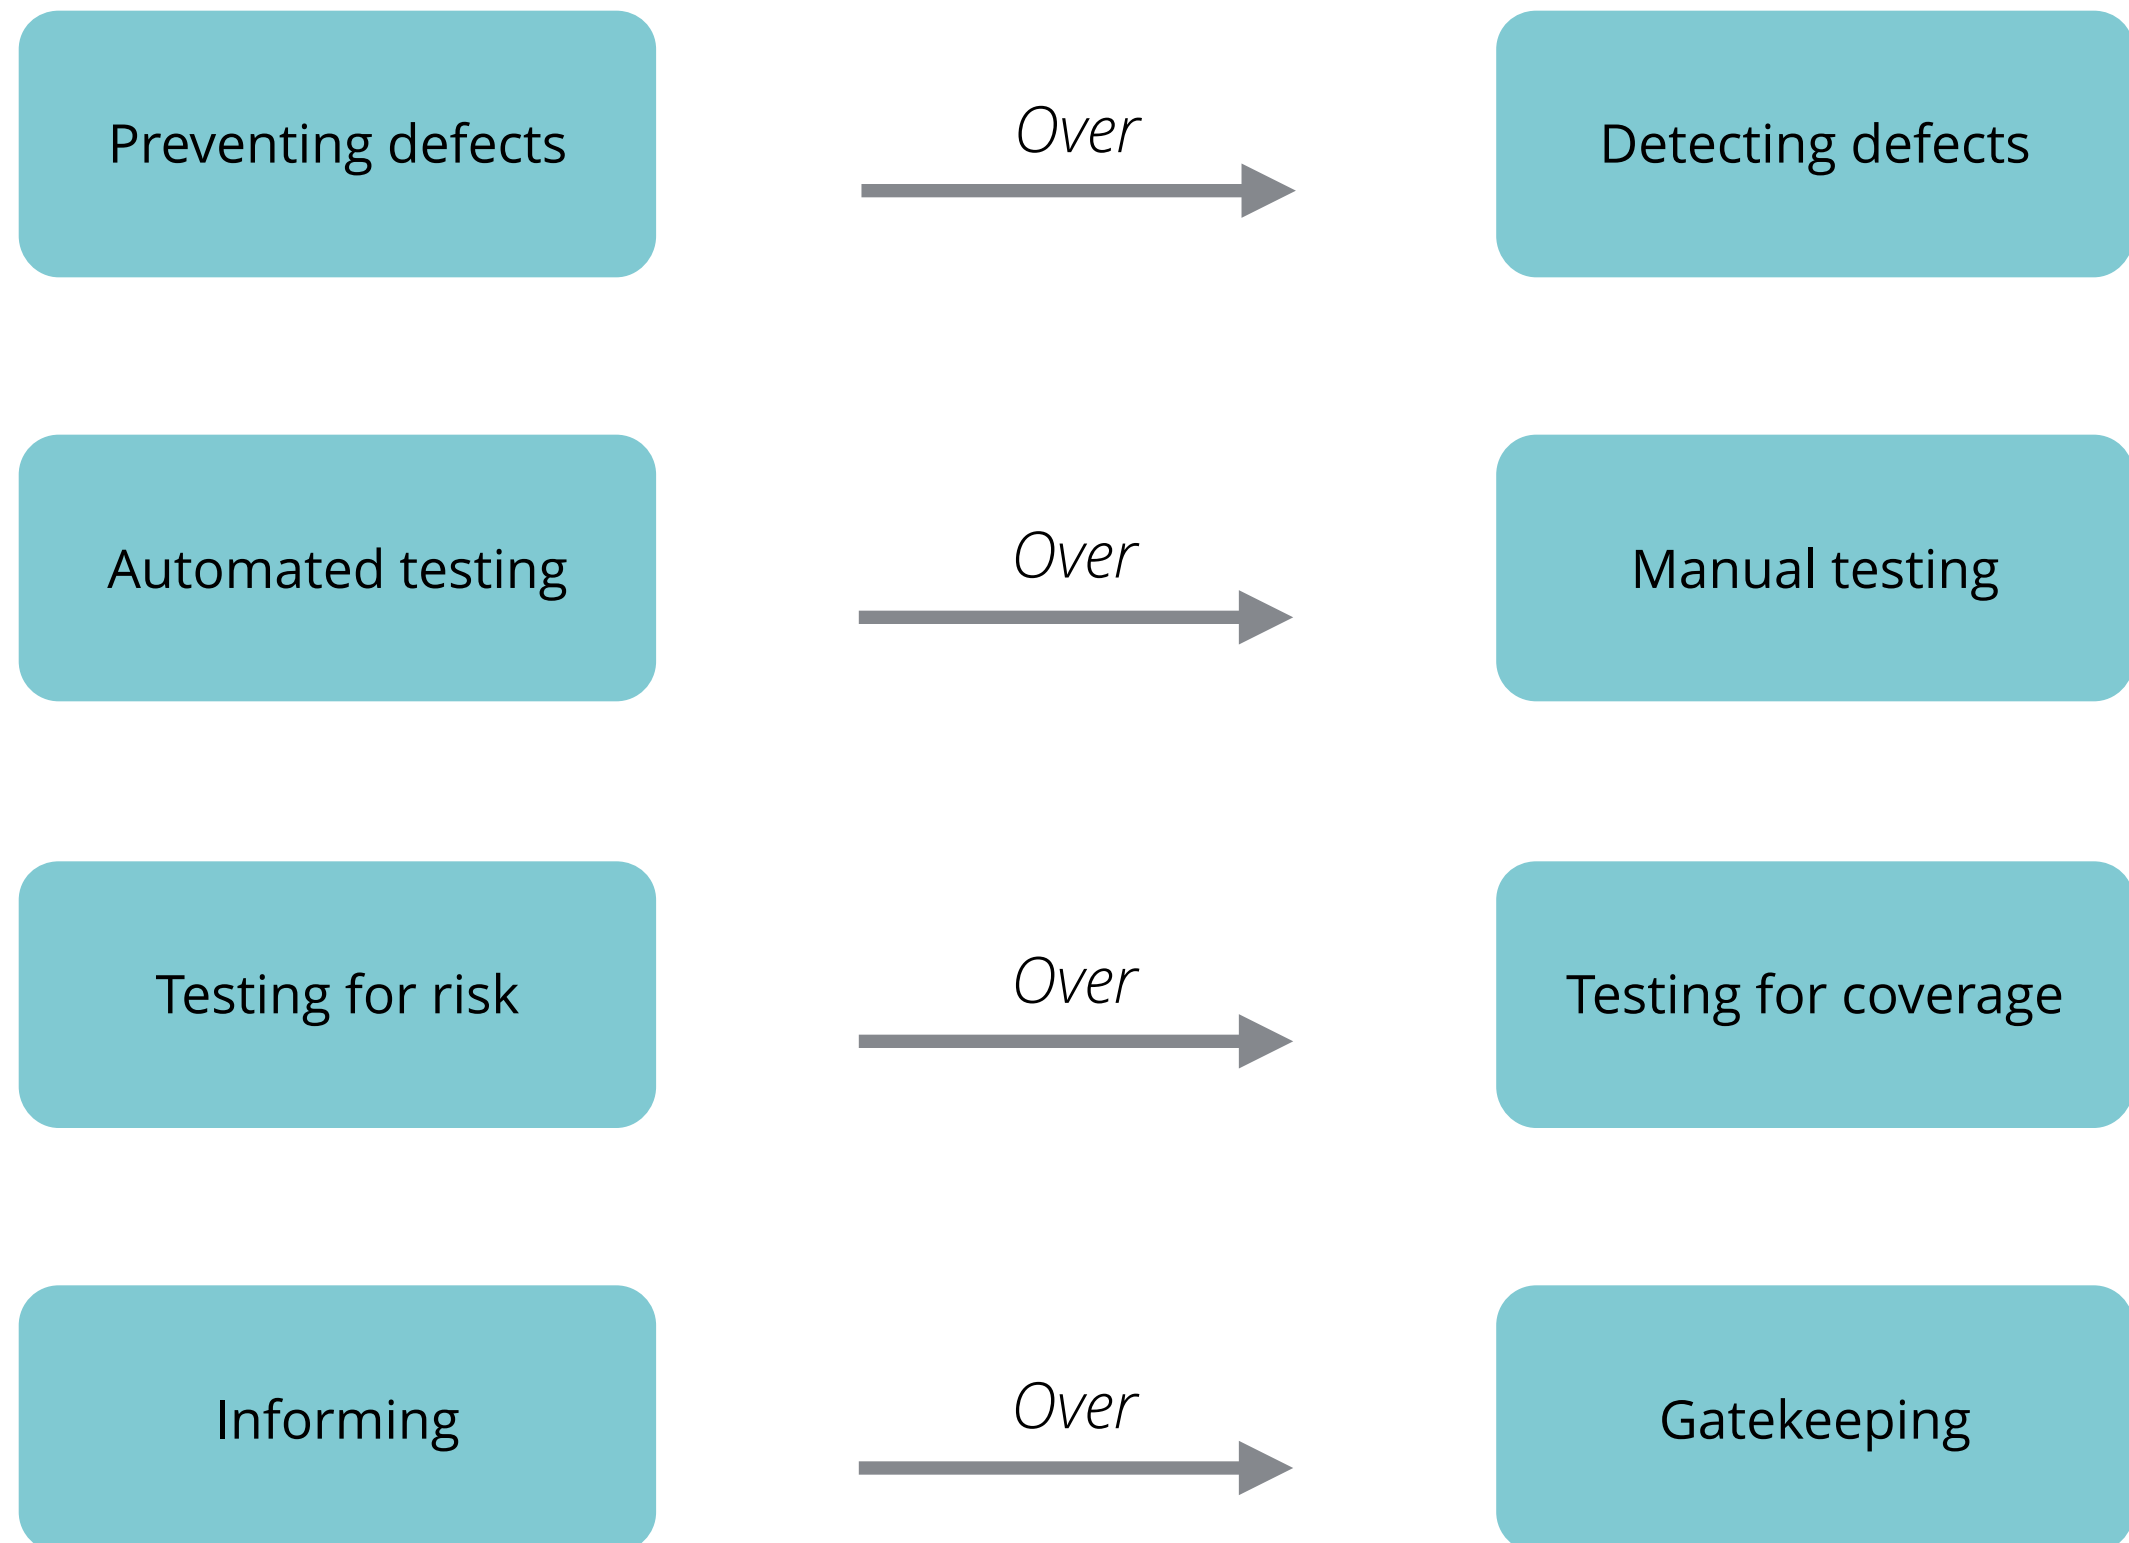 Preventing defects
Over
Detecting defects
Automated testing
Over
Manual testing
Testing for risk
Over
Testing for coverage
Informing
Over
Gatekeeping